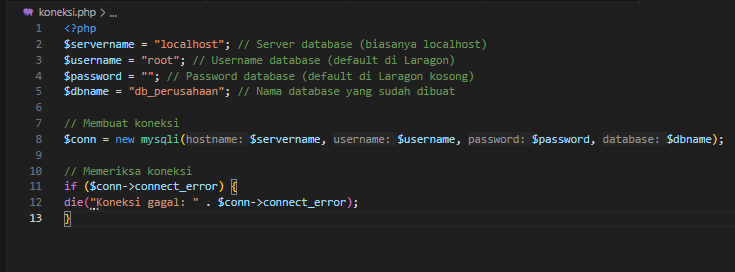 koneksi.php > ...
1 <?php
2 $servername = "localhost"; // Server database (biasanya localhost)
3 $username = "root"; // Username database (default di Laragon)
4 $password = ""; // Password database (default di Laragon kosong)
5 $dbname = "db_perusahaan"; // Nama database yang sudah dibuat
6
7 // Membuat koneksi
8 $conn = new mysqli(hostname: $servername, username: $username, password: $password, database: $dbname);
9
10 // Memeriksa koneksi
11 if ($conn->connect_error) {
12 die("Koneksi gagal: " . $conn->connect_error);
13 }